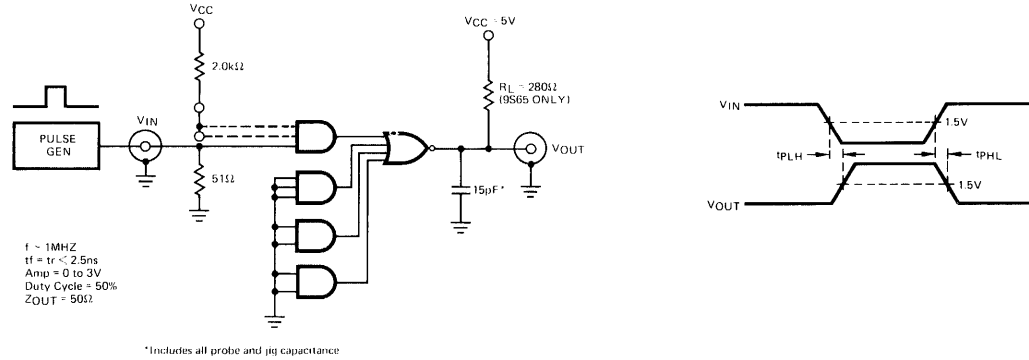 VCC
2.0kΩ
VCC = 5V
RL = 280Ω
(9S65 ONLY)
PULSE
GEN
VIN
VOUT
51Ω
15pF*
f ~ 1MHZ
tf = tr < 2.5ns
Amp = 0 to 3V
Duty Cycle = 50%
ZOUT = 50Ω
*Includes all probe and jig capacitance
VIN
1.5V
tPLH
tPHL
1.5V
VOUT